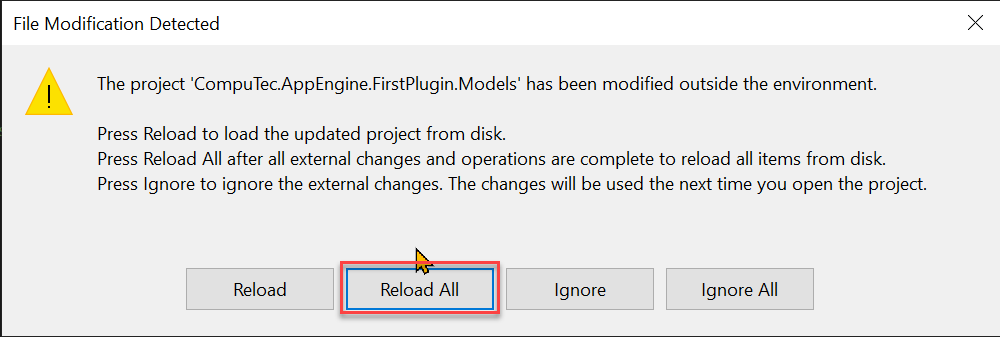 File Modification Detected
The project 'CompuTec.AppEngine.FirstPlugin.Models' has been modified outside the environment.
Press Reload to load the updated project from disk.
Press Reload All after all external changes and operations are complete to reload all items from disk.
Press Ignore to ignore the external changes. The changes will be used the next time you open the project.
Reload Reload All Ignore Ignore All